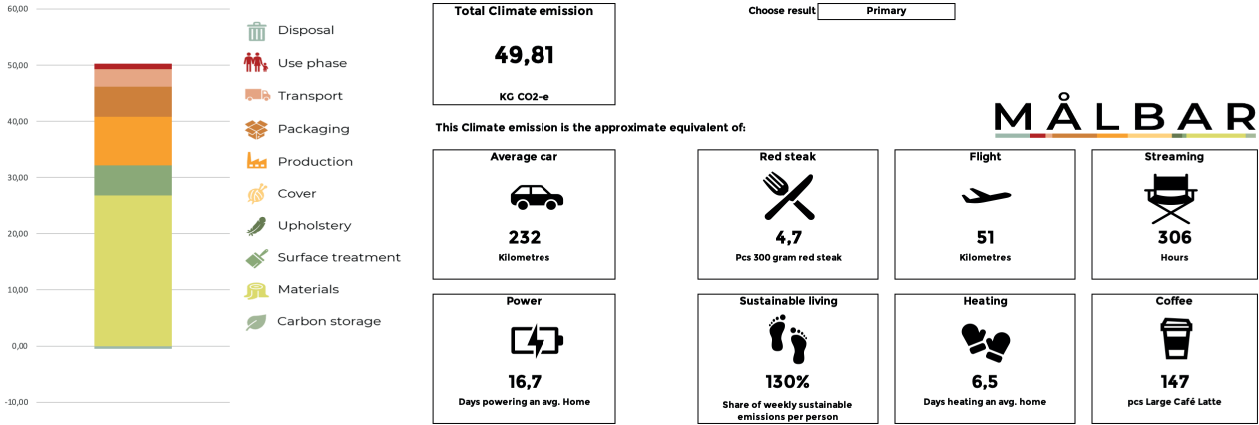 60,00
50,00
40,00
30,00
20,00
10,00
0,00
-10,00
Disposal
Use phase
Transport
Packaging
Production
Cover
Upholstery
Surface treatment
Materials
Carbon storage
Total Climate emission
49,81
KG CO2-e
Choose result
Primary
MÅLBAR
This Climate emission is the approximate equivalent of:
Average car
232
Kilometres
Red steak
4,7
Pcs 300 gram red steak
Flight
51
Kilometres
Streaming
306
Hours
Power
16,7
Days powering an avg. Home
Sustainable living
130%
Share of weekly sustainable
emissions per person
Heating
6,5
Days heating an avg. home
Coffee
147
pcs Large Café Latte